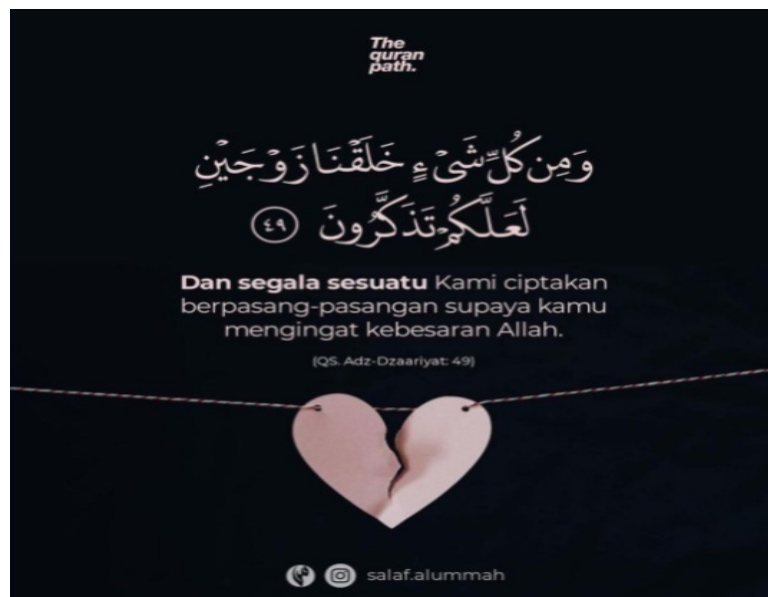 The
quran
path.
وَمِن كُلِّ شَيْءٍ خَلَقْنَا زَوْجَيْنِ
لَعَلَّكُمْ تَذَكَّرُونَ ٤٩
Dan segala sesuatu Kami ciptakan
berpasang-pasangan supaya kamu
mengingat kebesaran Allah.
(QS. Adz-Dzaariyat: 49)
salaf.alummah